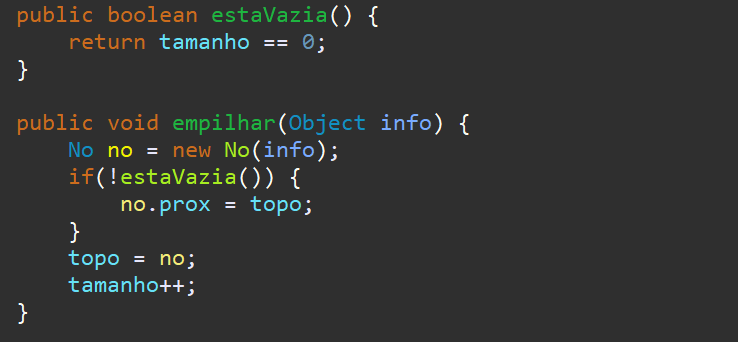 public boolean estaVazia() {
    return tamanho == 0;
}

public void empilhar(Object info) {
    No no = new No(info);
    if(!estaVazia()) {
        no.prox = topo;
    }
    topo = no;
    tamanho++;
}